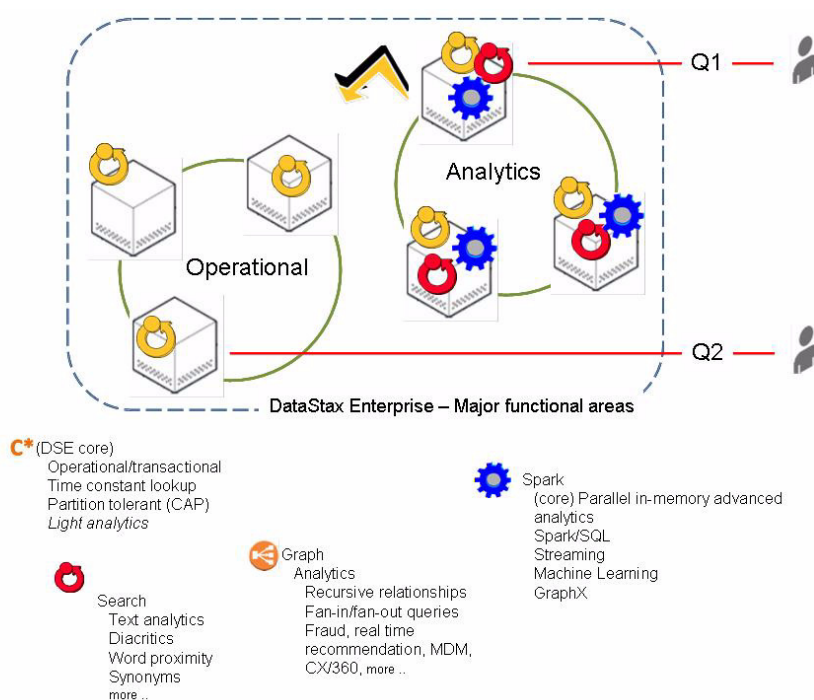 Q1
Analytics
Operational
Q2
DataStax Enterprise – Major functional areas
C* (DSE core)
Operational/transactional
Time constant lookup
Partition tolerant (CAP)
Light analytics
Search
Text analytics
Diacritics
Word proximity
Synonyms
more ..
Graph
Analytics
Recursive relationships
Fan-in/fan-out queries
Fraud, real time
recommendation, MDM,
CX/360, more ..
Spark
(core) Parallel in-memory advanced
analytics
Spark/SQL
Streaming
Machine Learning
GraphX